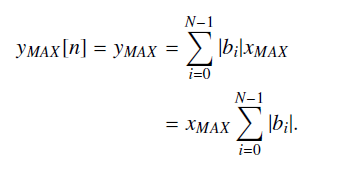 y_{MAX}[n] = y_{MAX} = \sum_{i=0}^{N-1} |b_i| x_{MAX}
= x_{MAX} \sum_{i=0}^{N-1} |b_i|.